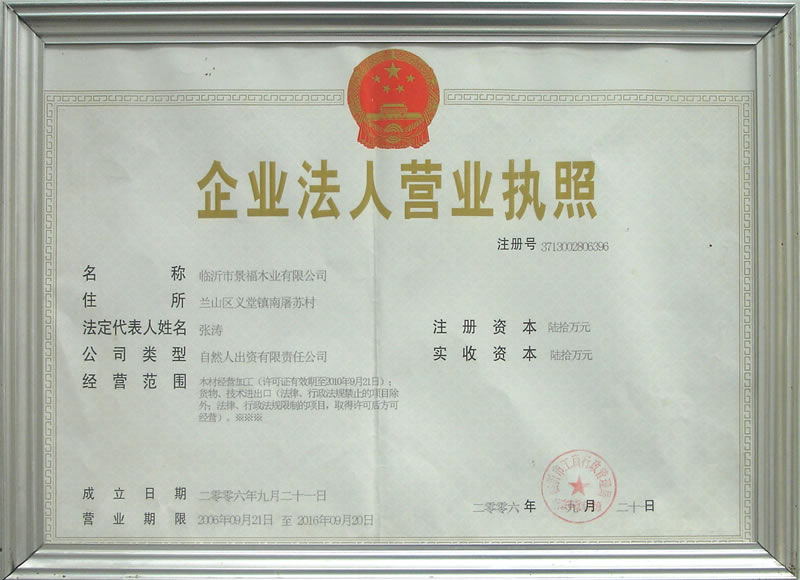 企业法人营业执照
注册号 3713002806396
名称 临沂市景福木业有限公司
住所 兰山区义堂镇南屠苏村
法定代表人姓名 张涛
注册资本 陆拾万元
公司类型 自然人出资有限责任公司
实收资本 陆拾万元
经营范围 木材经营加工（许可证有效期至2010年9月21日）；
货物、技术进出口（法律、行政法规禁止的项目除
外；法律、行政法规限制的项目，取得许可后方可
经营）。※※※
成立日期 二零零六年九月二十一日
营业期限 2006年09月21日 至 2016年09月20日
二零零六 年 九 月 二十 日